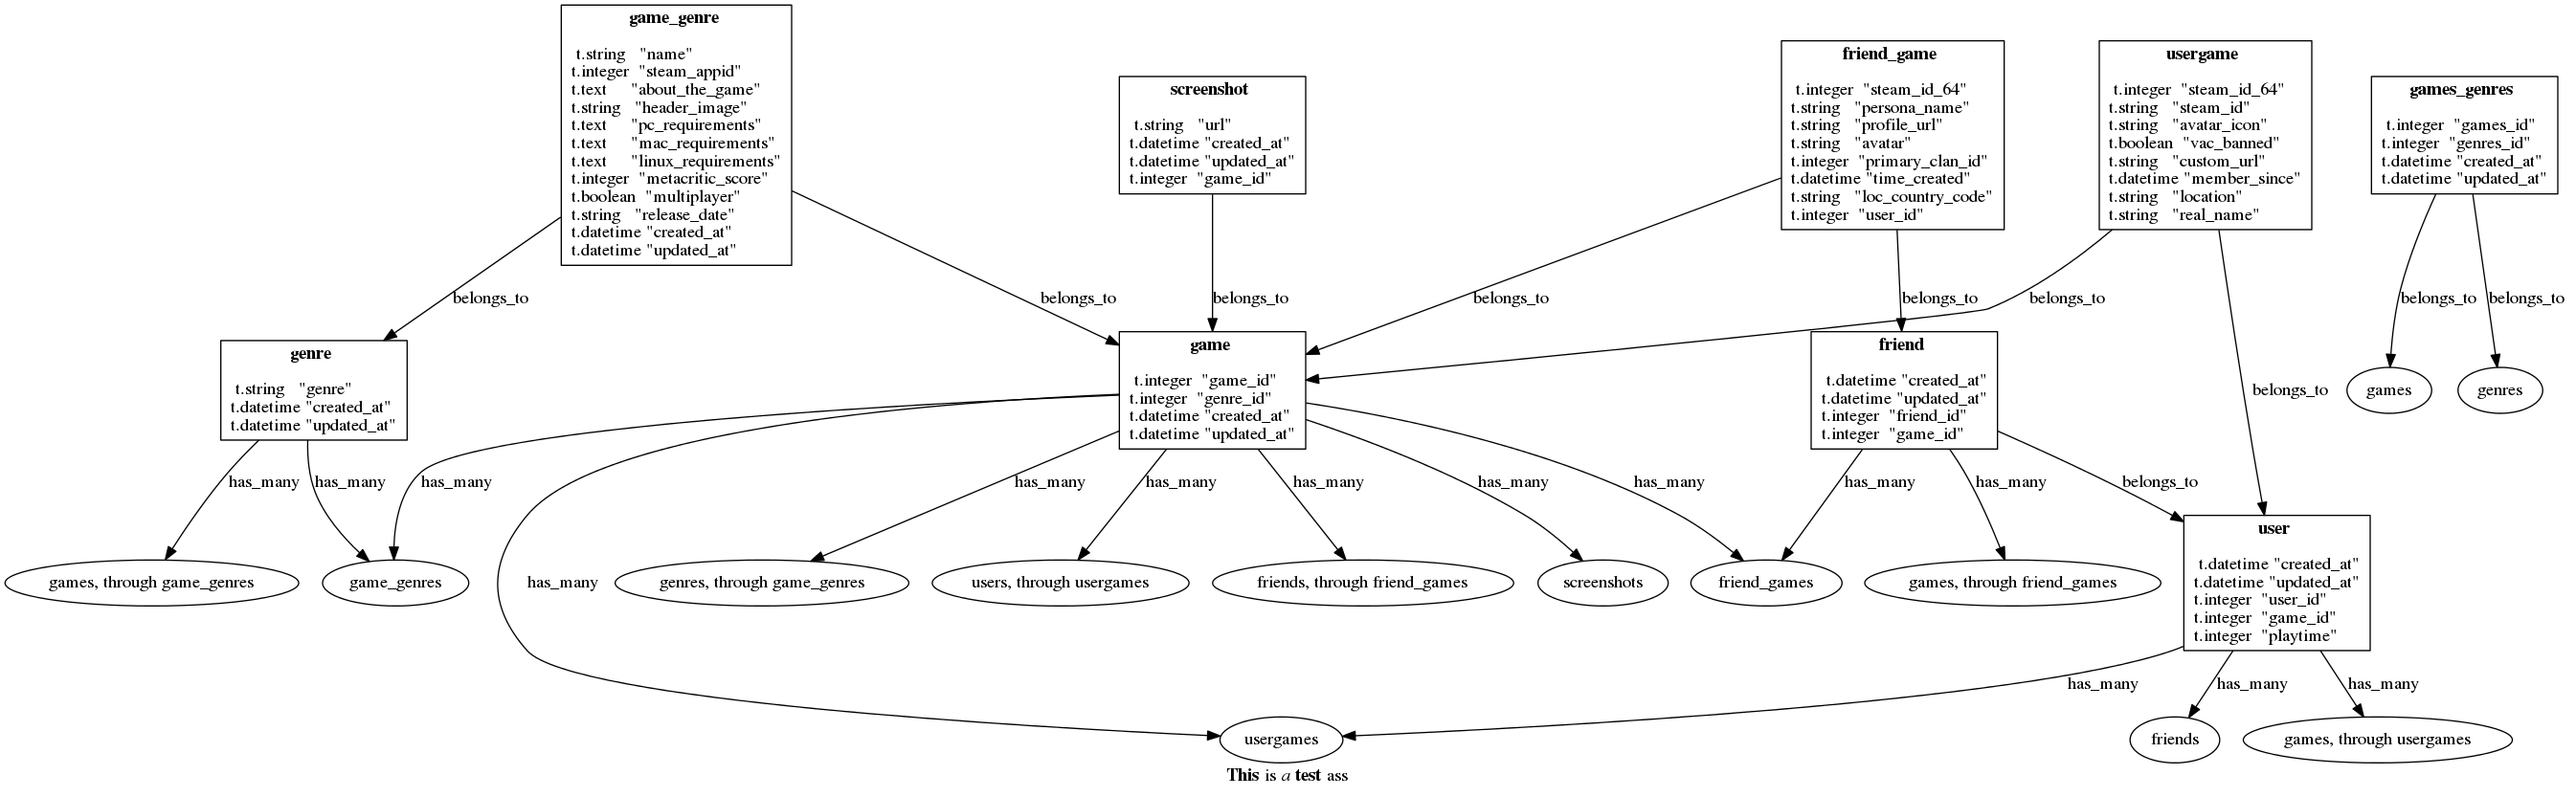 game_genre
t.string "name"
t.integer "steam_appid"
t.text "about_the_game"
t.string "header_image"
t.text "pc_requirements"
t.text "mac_requirements"
t.text "linux_requirements"
t.integer "metacritic_score"
t.boolean "multiplayer"
t.string "release_date"
t.datetime "created_at"
t.datetime "updated_at"
screenshot
t.string "url"
t.datetime "created_at"
t.datetime "updated_at"
t.integer "game_id"
friend_game
t.integer "steam_id_64"
t.string "persona_name"
t.string "profile_url"
t.string "avatar"
t.integer "primary_clan_id"
t.datetime "time_created"
t.string "loc_country_code"
t.integer "user_id"
usergame
t.integer "steam_id_64"
t.string "steam_id"
t.string "avatar_icon"
t.boolean "vac_banned"
t.string "custom_url"
t.datetime "member_since"
t.string "location"
t.string "real_name"
games_genres
t.integer "games_id"
t.integer "genres_id"
t.datetime "created_at"
t.datetime "updated_at"
belongs_to
belongs_to
belongs_to
belongs_to
belongs_to
belongs_to
belongs_to
belongs_to
genre
t.string "genre"
t.datetime "created_at"
t.datetime "updated_at"
game
t.integer "game_id"
t.integer "genre_id"
t.datetime "created_at"
t.datetime "updated_at"
friend
t.datetime "created_at"
t.datetime "updated_at"
t.integer "friend_id"
t.integer "game_id"
belongs_to
games
genres
has_many
has_many
has_many
has_many
has_many
has_many
has_many
has_many
has_many
has_many
belongs_to
games, through game_genres
game_genres
has_many
genres, through game_genres
users, through usergames
friends, through friend_games
screenshots
friend_games
games, through friend_games
user
t.datetime "created_at"
t.datetime "updated_at"
t.integer "user_id"
t.integer "game_id"
t.integer "playtime"
has_many
has_many
has_many
usergames
friends
games, through usergames
This is a test ass